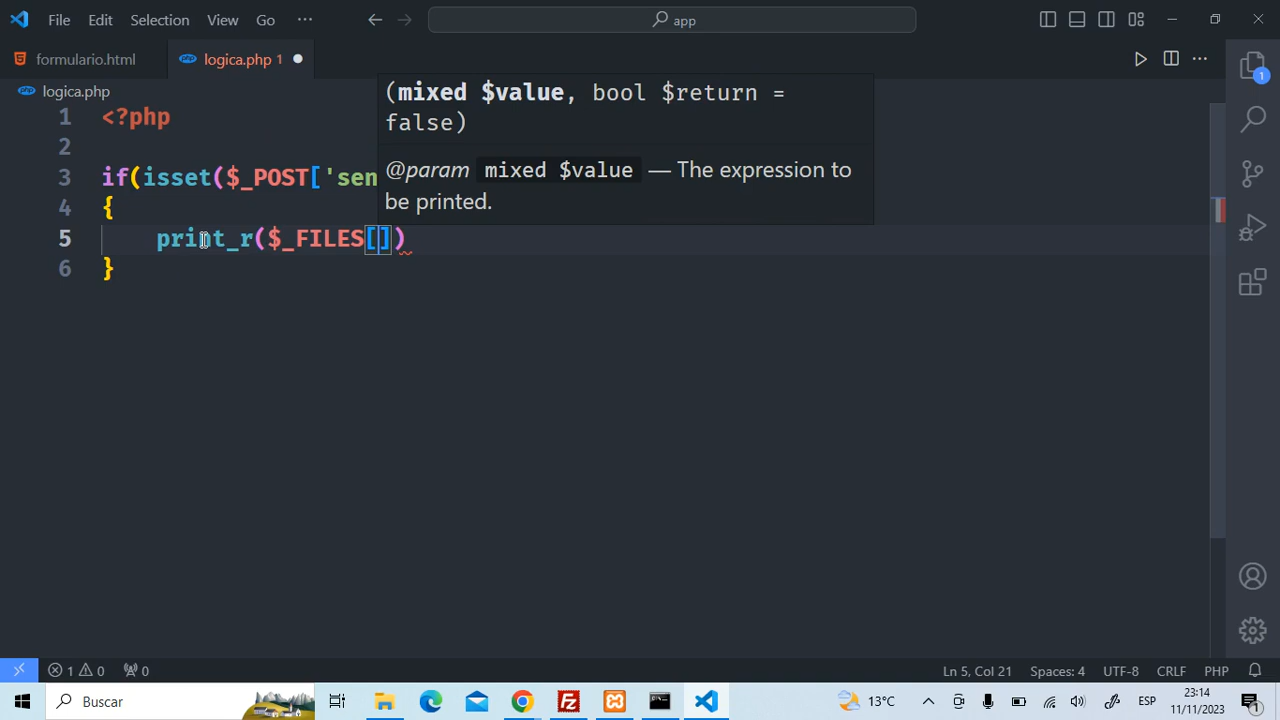 File Edit Selection View Go ··· app
formulario.html logica.php 1
logica.php
(mixed $value, bool $return =
false)
@param mixed $value — The expression to
be printed.
1 <?php
2
3 if(isset($_POST['sen
4 {
5 print_r($_FILES[])
6 }
1
1 0 0 Ln 5, Col 21 Spaces: 4 UTF-8 CRLF PHP
Buscar 13°C ESP 23:14
11/11/2023 1